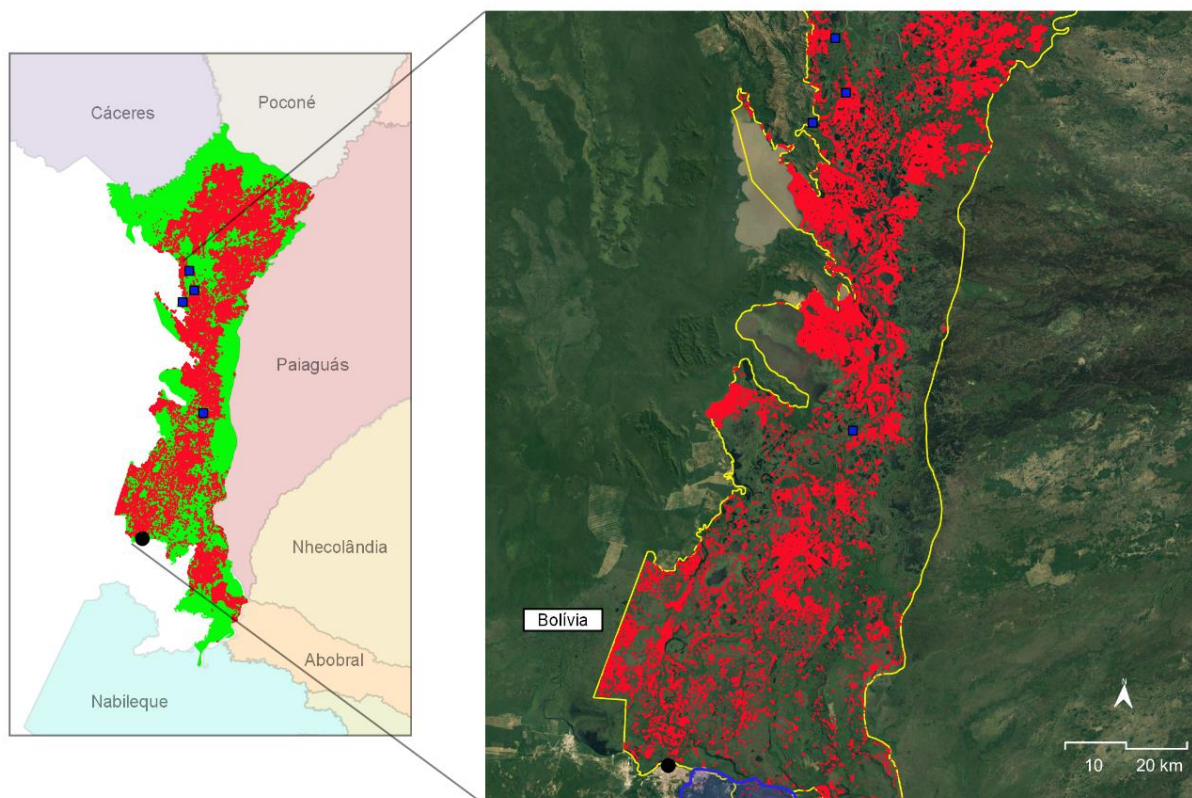 Cáceres
Poconé
Paiaguás
Nhecolândia
Abobral
Nabileque
Bolívia
N
10 20 km